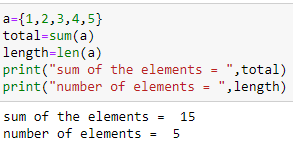 a={1,2,3,4,5}
total=sum(a)
length=len(a)
print("sum of the elements = ",total)
print("number of elements = ",length)
sum of the elements =  15
number of elements =  5